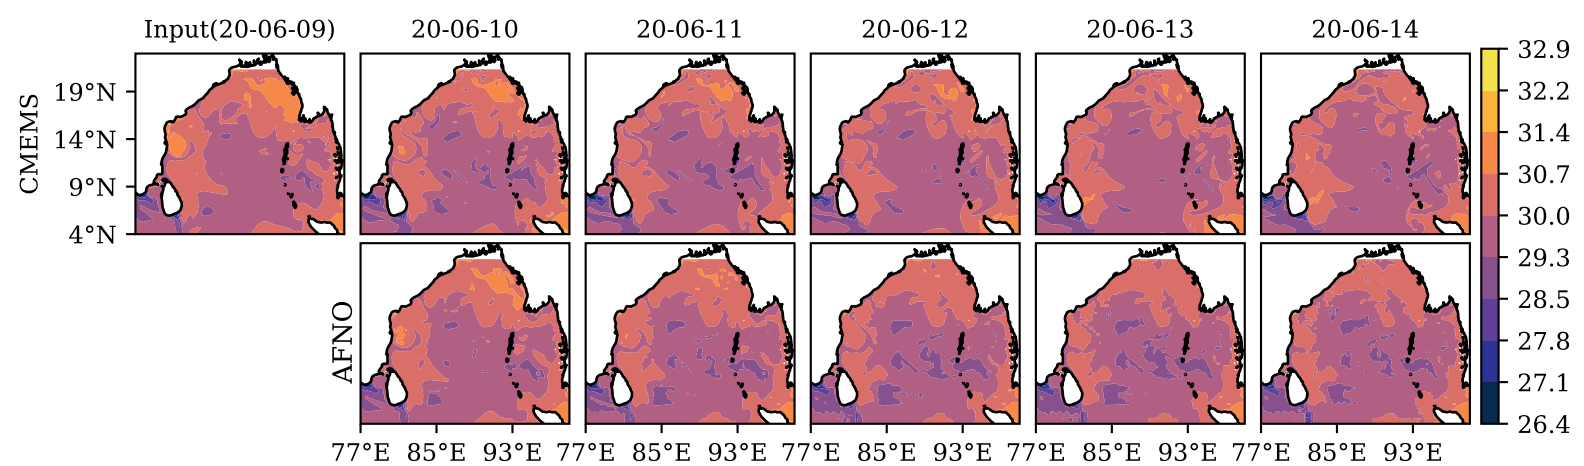 Input(20-06-09) 20-06-10 20-06-11 20-06-12 20-06-13 20-06-14
CMEMS
19°N
14°N
9°N
4°N
AFNO
77°E 85°E 93°E 77°E 85°E 93°E 77°E 85°E 93°E 77°E 85°E 93°E 77°E 85°E 93°E
32.9
32.2
31.4
30.7
30.0
29.3
28.5
27.8
27.1
26.4